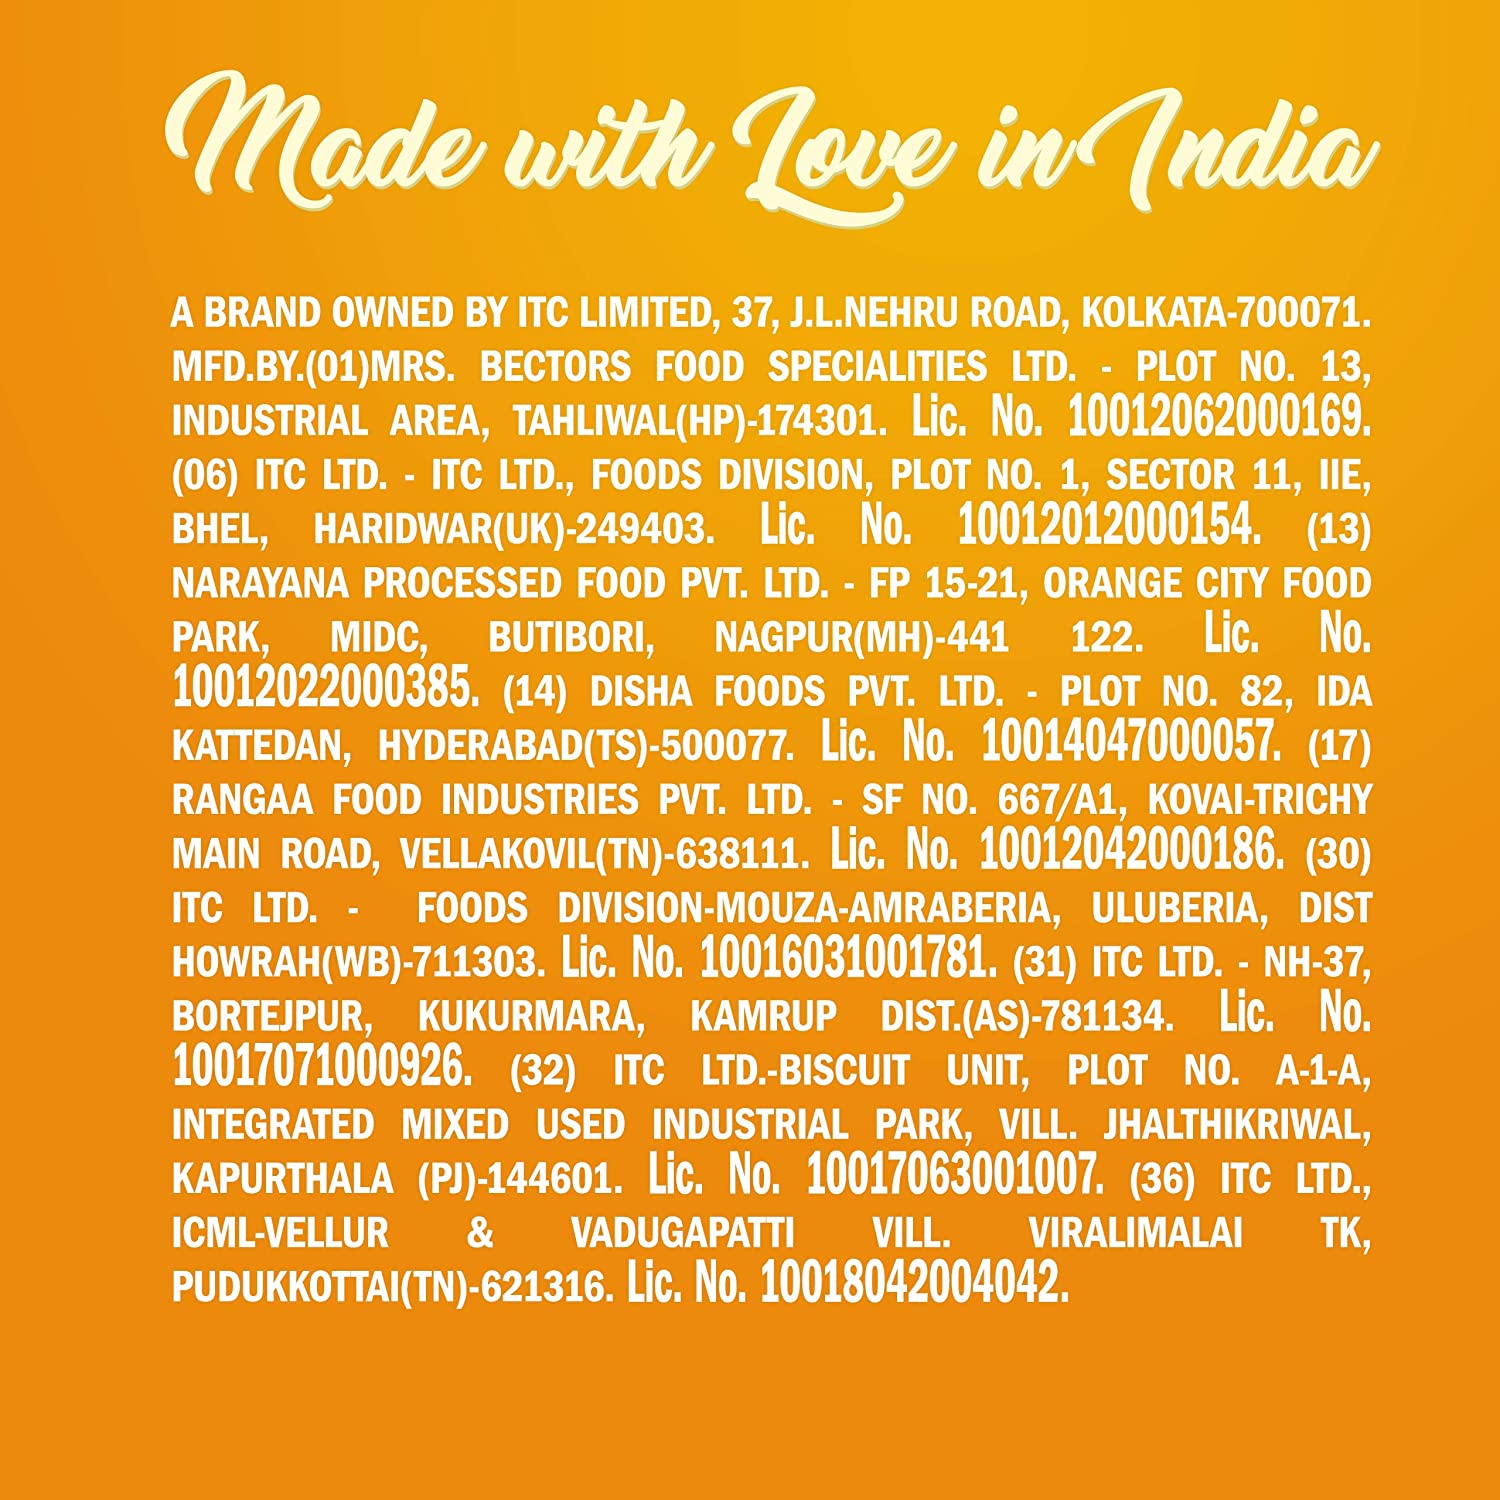 Made with Love in India
A BRAND OWNED BY ITC LIMITED, 37, J.L.NEHRU ROAD, KOLKATA-700071.
MFD.BY.(01)MRS. BECTORS FOOD SPECIALITIES LTD. - PLOT NO. 13,
INDUSTRIAL AREA, TAHLIWAL(HP)-174301. Lic. No. 10012062000169.
(06) ITC LTD. - ITC LTD., FOODS DIVISION, PLOT NO. 1, SECTOR 11, IIE,
BHEL, HARIDWAR(UK)-249403. Lic. No. 10012012000154. (13)
NARAYANA PROCESSED FOOD PVT. LTD. - FP 15-21, ORANGE CITY FOOD
PARK, MIDC, BUTIBORI, NAGPUR(MH)-441 122. Lic. No.
10012022000385. (14) DISHA FOODS PVT. LTD. - PLOT NO. 82, IDA
KATTEDAN, HYDERABAD(TS)-500077. Lic. No. 10014047000057. (17)
RANGAA FOOD INDUSTRIES PVT. LTD. - SF NO. 667/A1, KOVAI-TRICHY
MAIN ROAD, VELLAKOVIL(TN)-638111. Lic. No. 10012042000186. (30)
ITC LTD. - FOODS DIVISION-MOUZA-AMRABERIA, ULUBERIA, DIST
HOWRAH(WB)-711303. Lic. No. 10016031001781. (31) ITC LTD. - NH-37,
BORTEJPUR, KUKURMARA, KAMRUP DIST.(AS)-781134. Lic. No.
10017071000926. (32) ITC LTD.-BISCUIT UNIT, PLOT NO. A-1-A,
INTEGRATED MIXED USED INDUSTRIAL PARK, VILL. JHALTHIKRIWAL,
KAPURTHALA (PJ)-144601. Lic. No. 10017063001007. (36) ITC LTD.,
ICML-VELLUR & VADUGAPATTI VILL. VIRALIMALAI TK,
PUDUKKOTTAI(TN)-621316. Lic. No. 10018042004042.